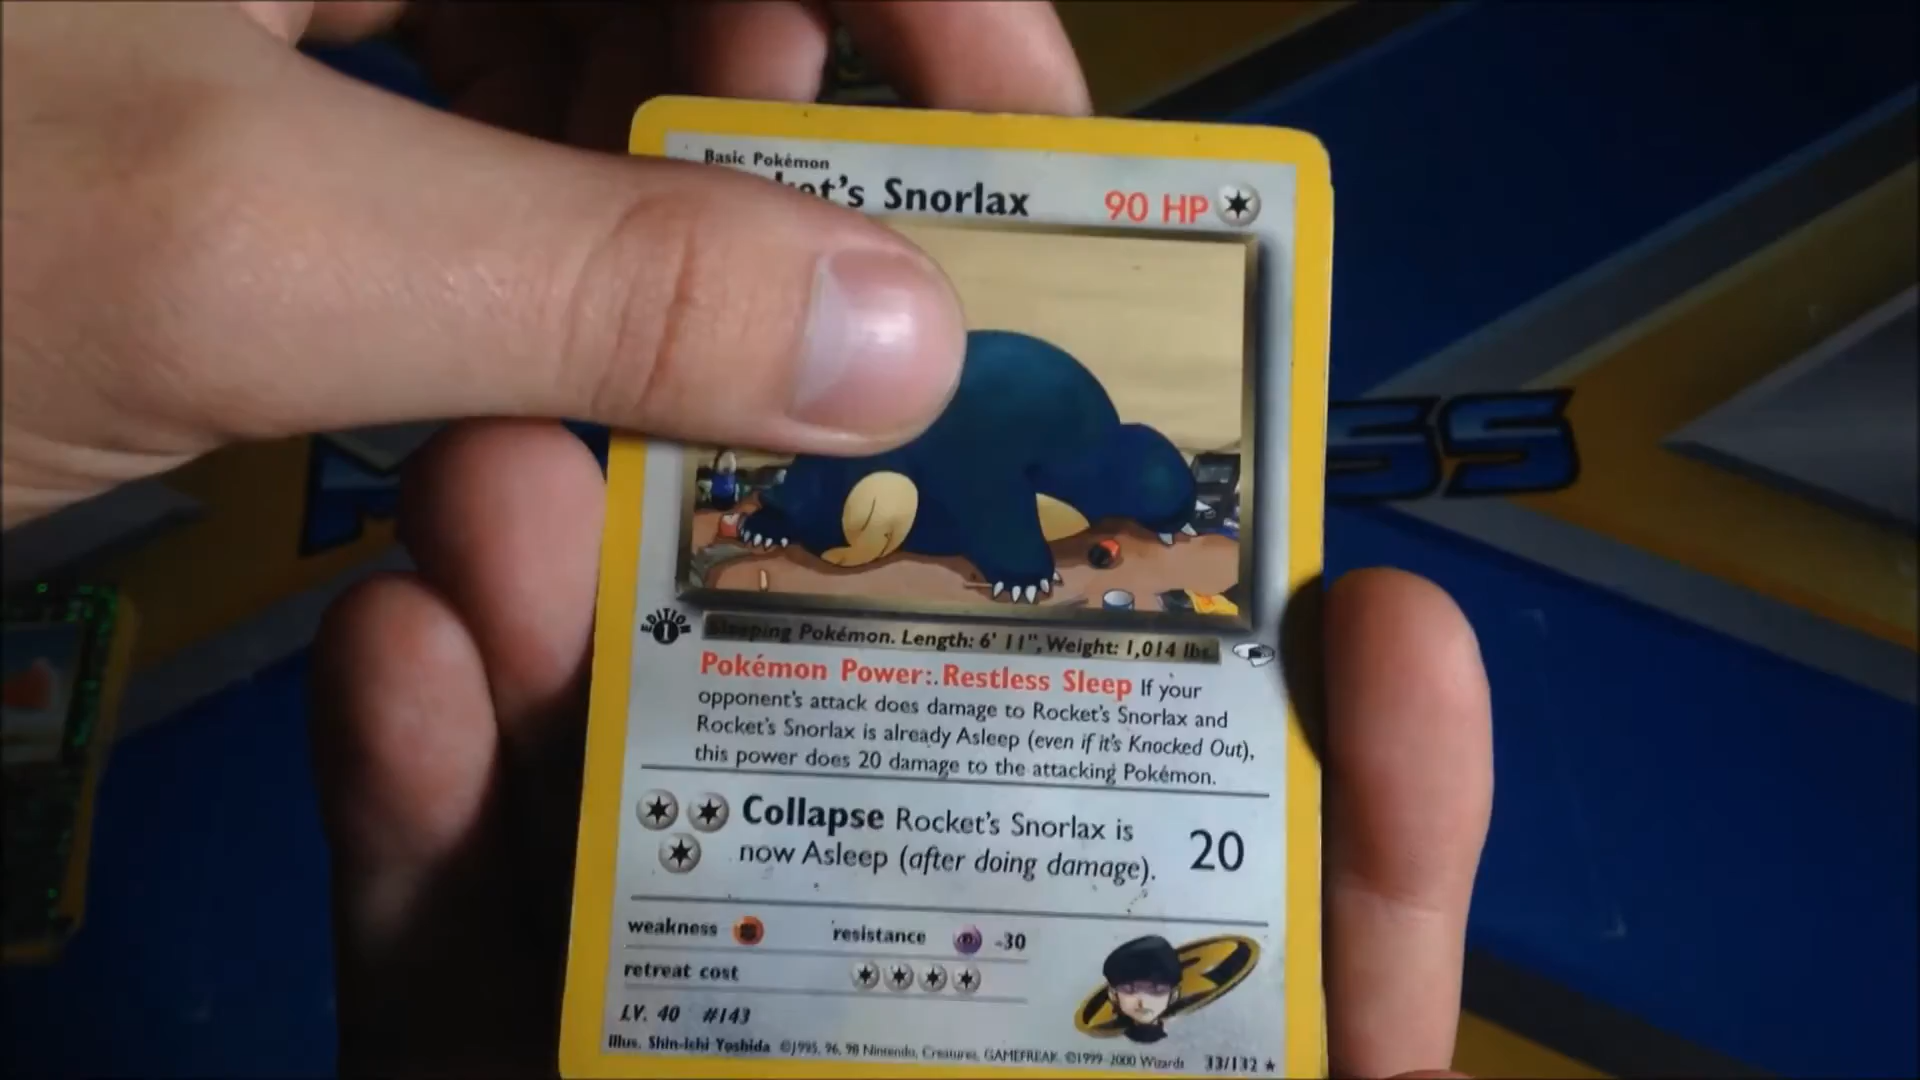 Basic Pokémon
ket's Snorlax 90 HP
EDITION
1
Sleeping Pokémon. Length: 6' 11", Weight: 1,014 lbs.
Pokémon Power: Restless Sleep If your
opponent's attack does damage to Rocket's Snorlax and
Rocket's Snorlax is already Asleep (even if it's Knocked Out),
this power does 20 damage to the attacking Pokémon.
Collapse Rocket's Snorlax is
now Asleep (after doing damage). 20
weakness resistance -30
retreat cost
LV. 40 #143
Illus. Shin-ichi Yoshida ©1995, 96, 98 Nintendo, Creatures, GAMEFREAK. ©1999-2000 Wizards 33/132